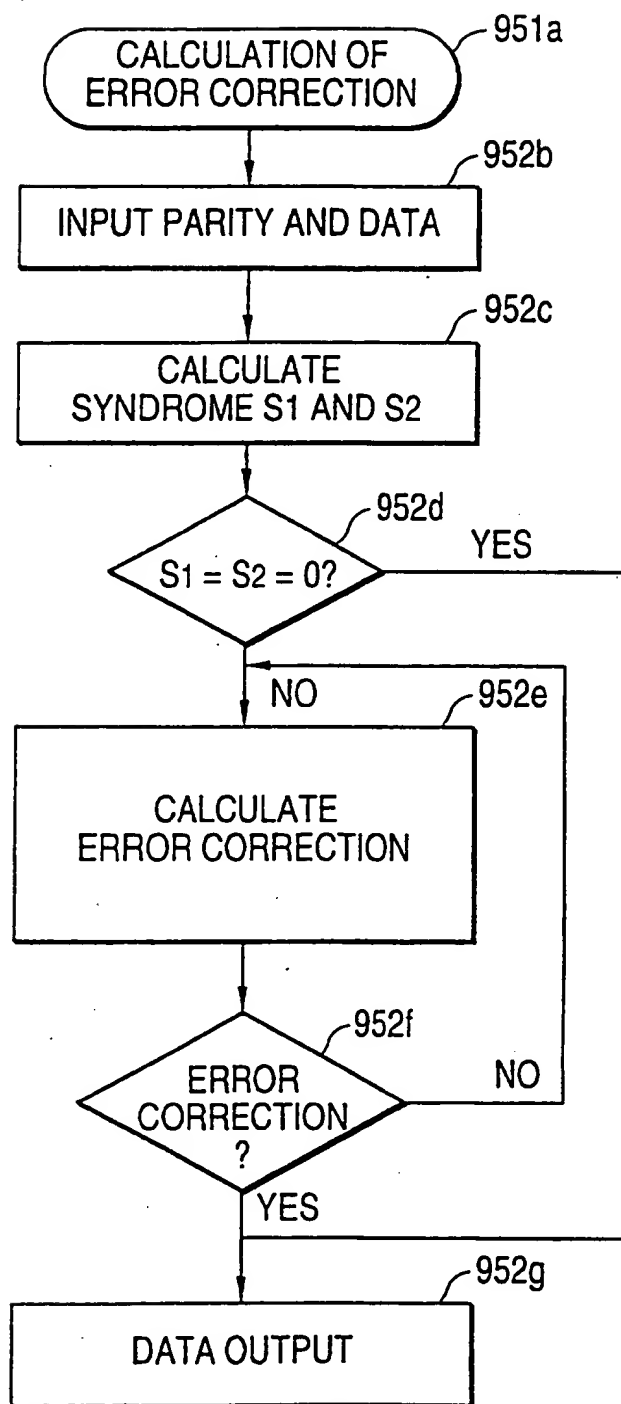 951a
CALCULATION OF
ERROR CORRECTION
952b
INPUT PARITY AND DATA
952c
CALCULATE
SYNDROME S1 AND S2
952d
S1 = S2 = 0?
YES
NO
952e
CALCULATE
ERROR CORRECTION
952f
ERROR
CORRECTION
?
NO
YES
952g
DATA OUTPUT